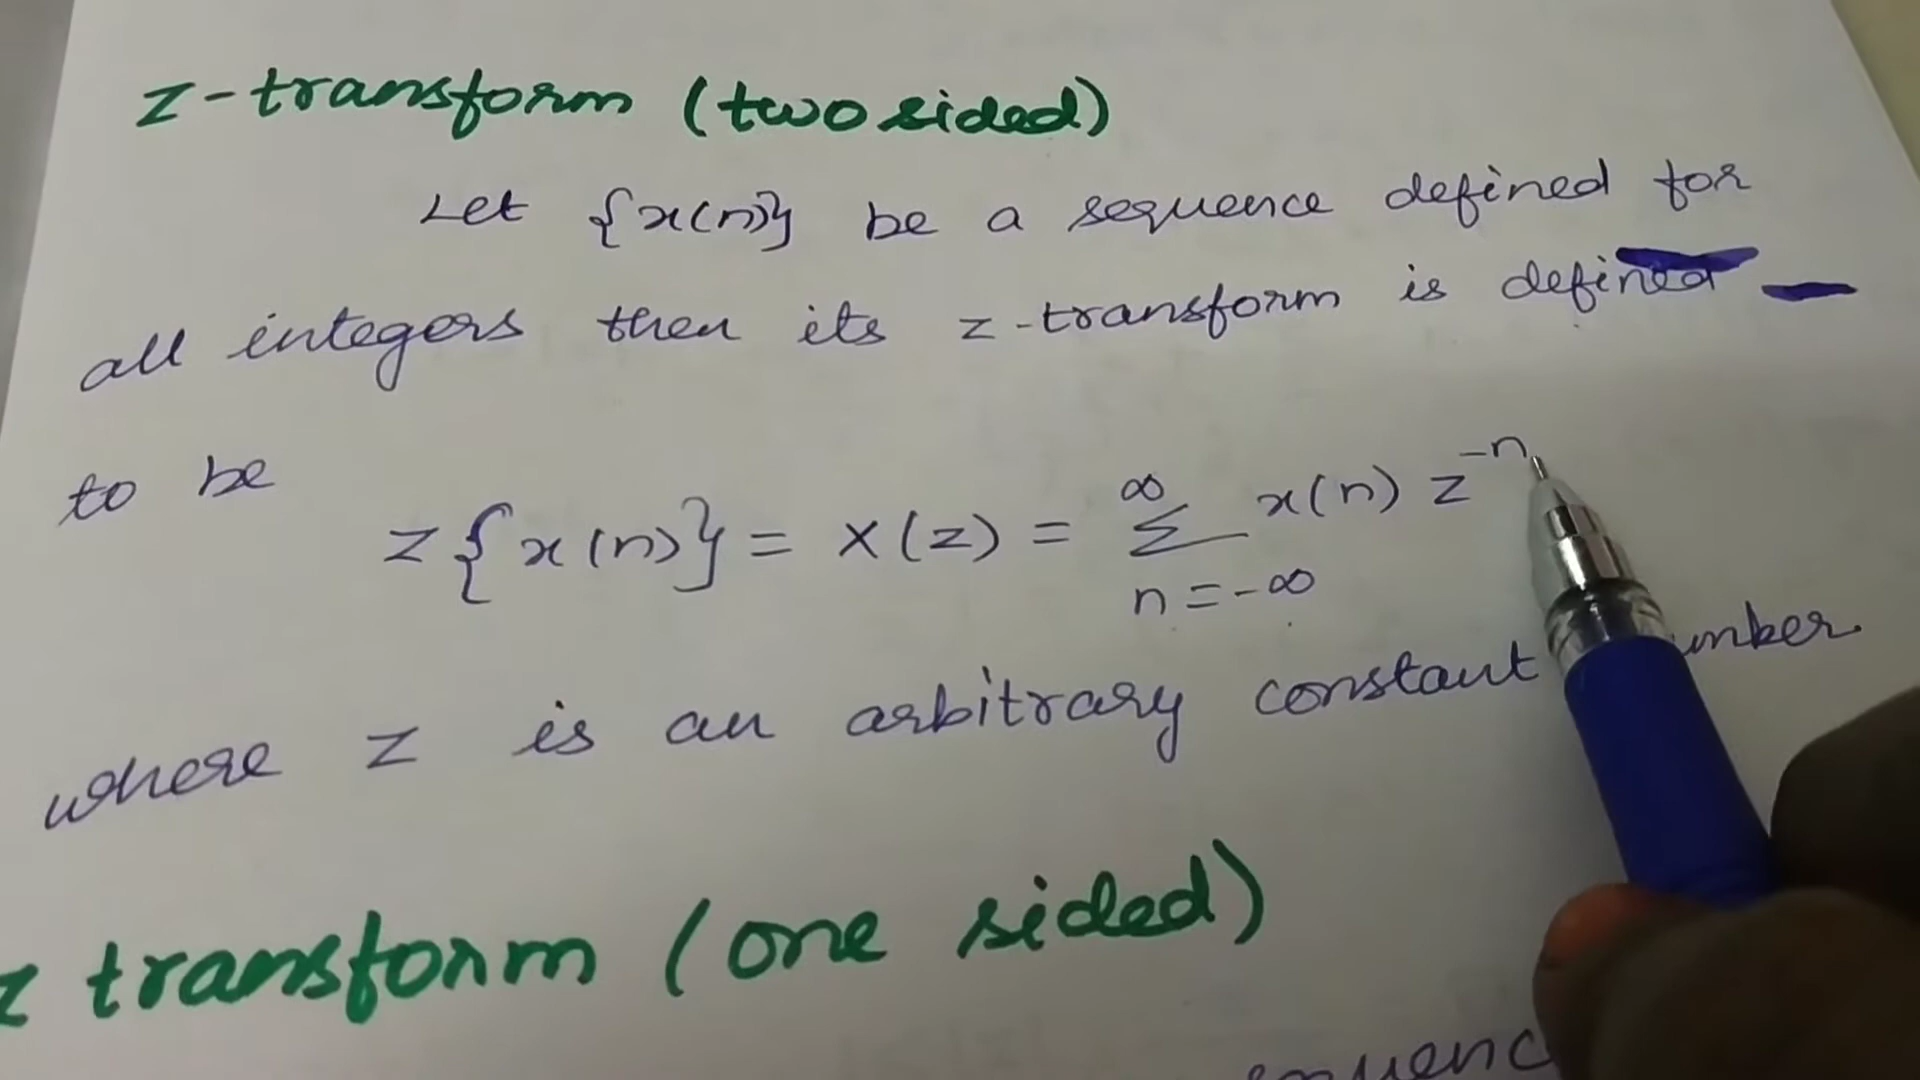 z-transform (two sided)
Let {x(n)} be a sequence defined for
all integers then its z-transform is defined
to be
z{x(n)} = X(z) = ∞ Σ n=-∞ x(n) z^-n
where z is an arbitrary constant
z transform (one sided)